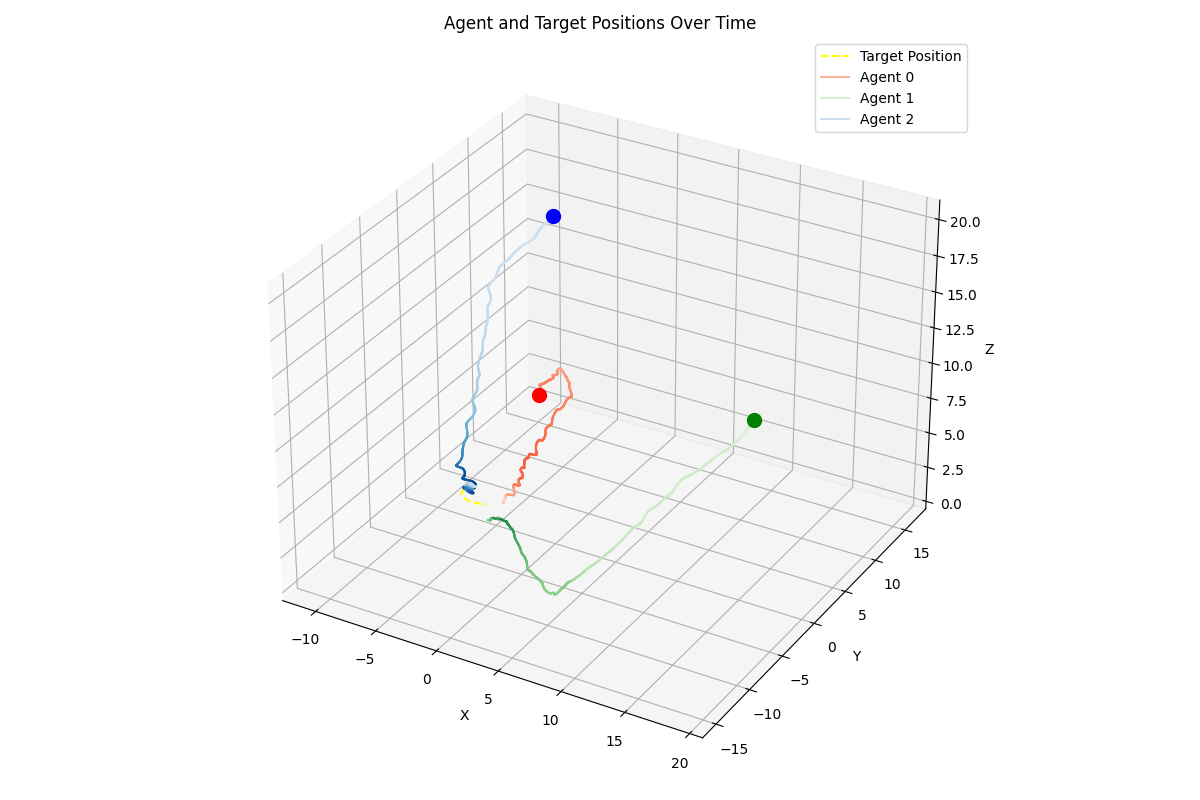 Agent and Target Positions Over Time
Target Position
Agent 0
Agent 1
Agent 2
20.0
17.5
15.0
12.5
Z
10.0
7.5
5.0
2.5
0.0
15
10
5
0
Y
−5
−10
−15
−10
−5
0
5
X
10
15
20